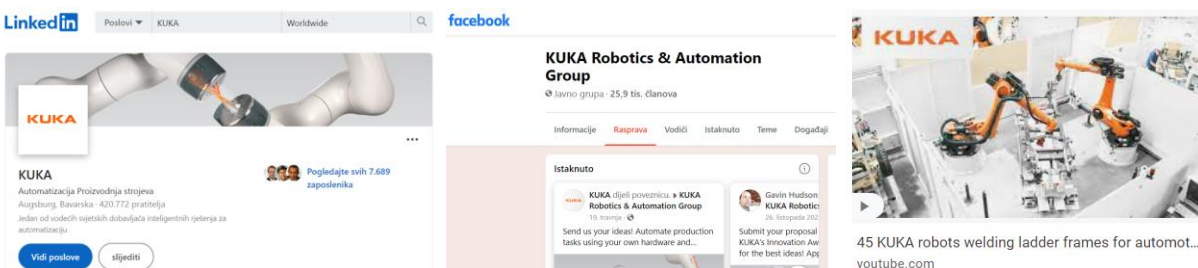 LinkedIn
Poslovi KUKA Worldwide
KUKA
KUKA
Automatizacija Proizvodnja strojeva
Augsburg, Bavarska · 420.772 pratitelja
Jedan od vodećih svjetskih dobavljača inteligentnih rješenja za
automatizaciju
Pogledajte svih 7.689
zaposlenika
Vidi poslove slijediti
facebook
KUKA Robotics & Automation
Group
Javno grupa · 25,9 tis. članova
Informacije Rasprava Vodiči Istaknuto Teme Događaji
Istaknuto
KUKA
KUKA dijeli poveznicu. ▸ KUKA
Robotics & Automation Group
19. travnja ·
Send us your ideas! Automate production
tasks using your own hardware and...
Gavin Hudson
KUKA Robotics
26. listopada 202
Submit your proposal
KUKA's Innovation Aw
for the best ideas! App
KUKA
45 KUKA robots welding ladder frames for automot...
youtube.com